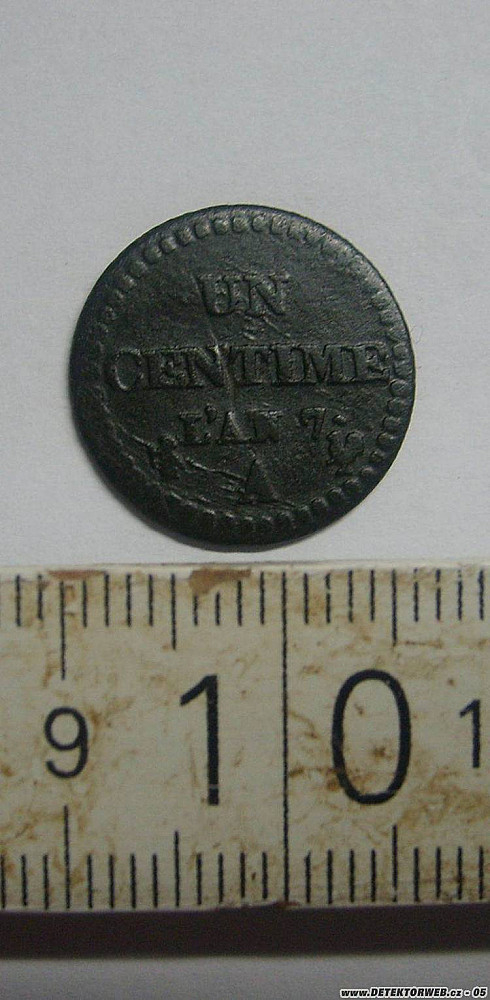 UN
CENTIME
L'AN 7.
A
9 10 1
www.DETEKTORWEB.cz - 05